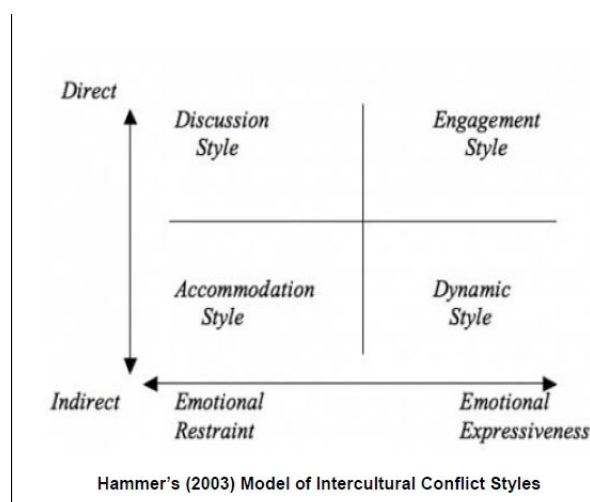 Direct
Discussion
Style
Engagement
Style
Accommodation
Style
Dynamic
Style
Indirect
Emotional
Restraint
Emotional
Expressiveness
Hammer's (2003) Model of Intercultural Conflict Styles